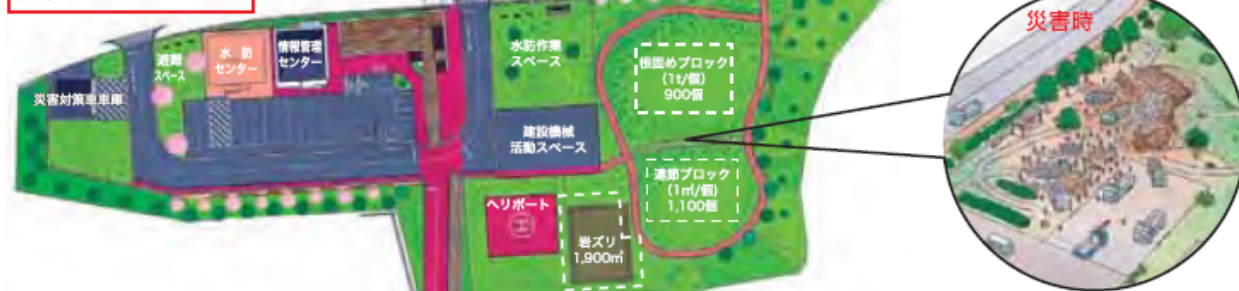 災害時
水防作業
スペース
情報管理
センター
水防
センター
避難
スペース
災害対策車車庫
根固めブロック
(1t/個)
900個
建設機械
活動スペース
連節ブロック
(1㎡/個)
1,100個
ヘリポート
岩ズリ
1,900㎥